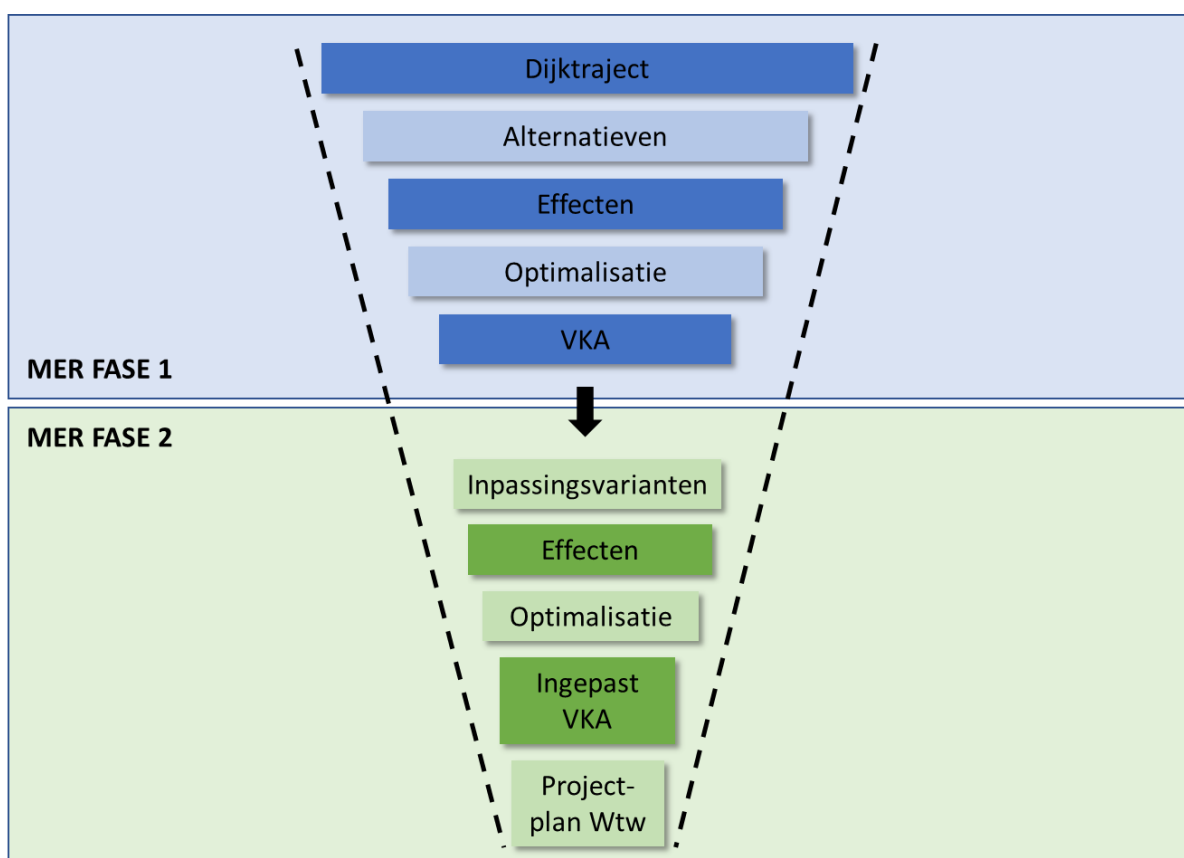 Dijktraject
Alternatieven
Effecten
Optimalisatie
VKA
MER FASE 1
MER FASE 2
Inpassingsvarianten
Effecten
Optimalisatie
Ingepast
VKA
Project-
plan Wtw